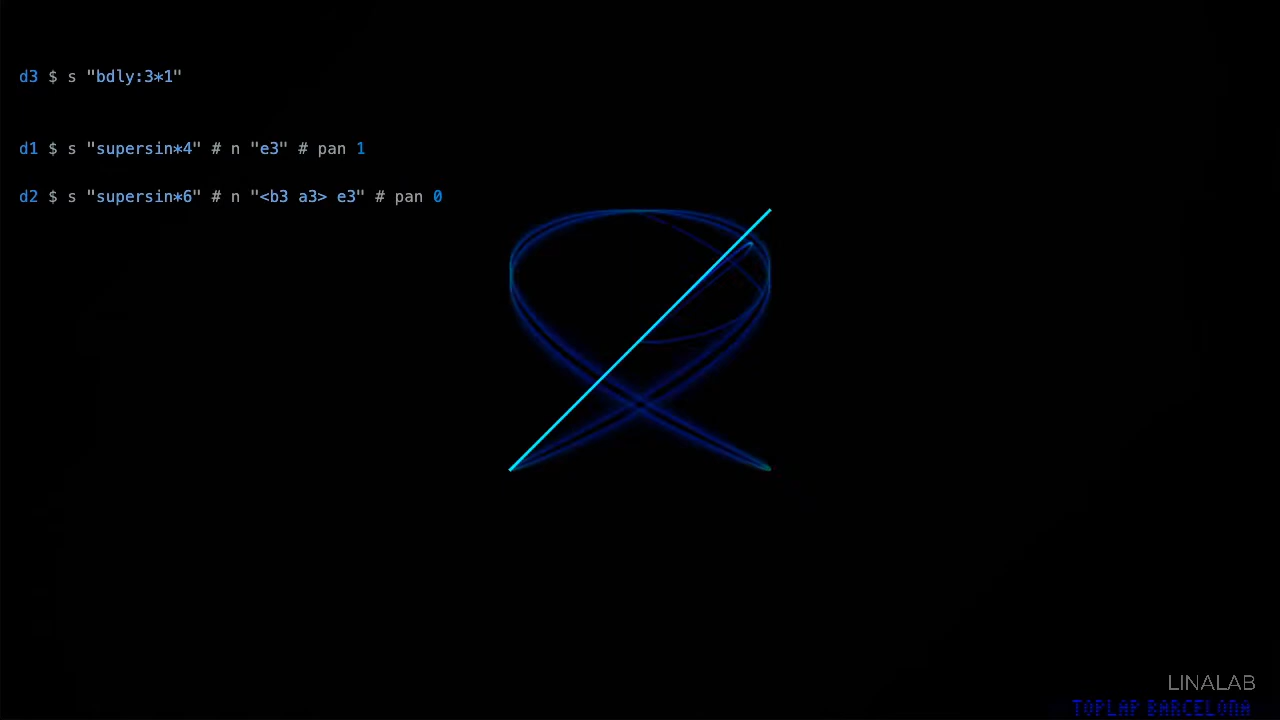 d3 $ s "bdly:3*1"
d1 $ s "supersin*4" # n "e3" # pan 1
d2 $ s "supersin*6" # n "<b3 a3> e3" # pan 0
LINALAB
TOPLAP BARCELONA